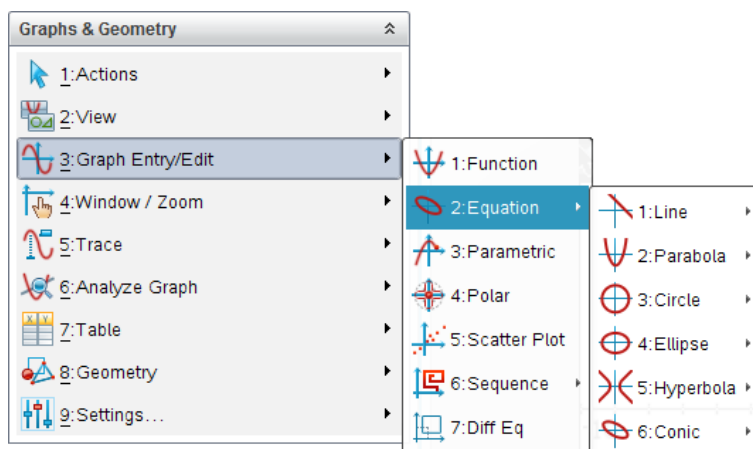 Graphs & Geometry
1:Actions
2:View
3:Graph Entry/Edit
4:Window / Zoom
5:Trace
6:Analyze Graph
7:Table
8:Geometry
9:Settings...
1:Function
2:Equation
3:Parametric
4:Polar
5:Scatter Plot
6:Sequence
7:Diff Eq
1:Line
2:Parabola
3:Circle
4:Ellipse
5:Hyperbola
6:Conic